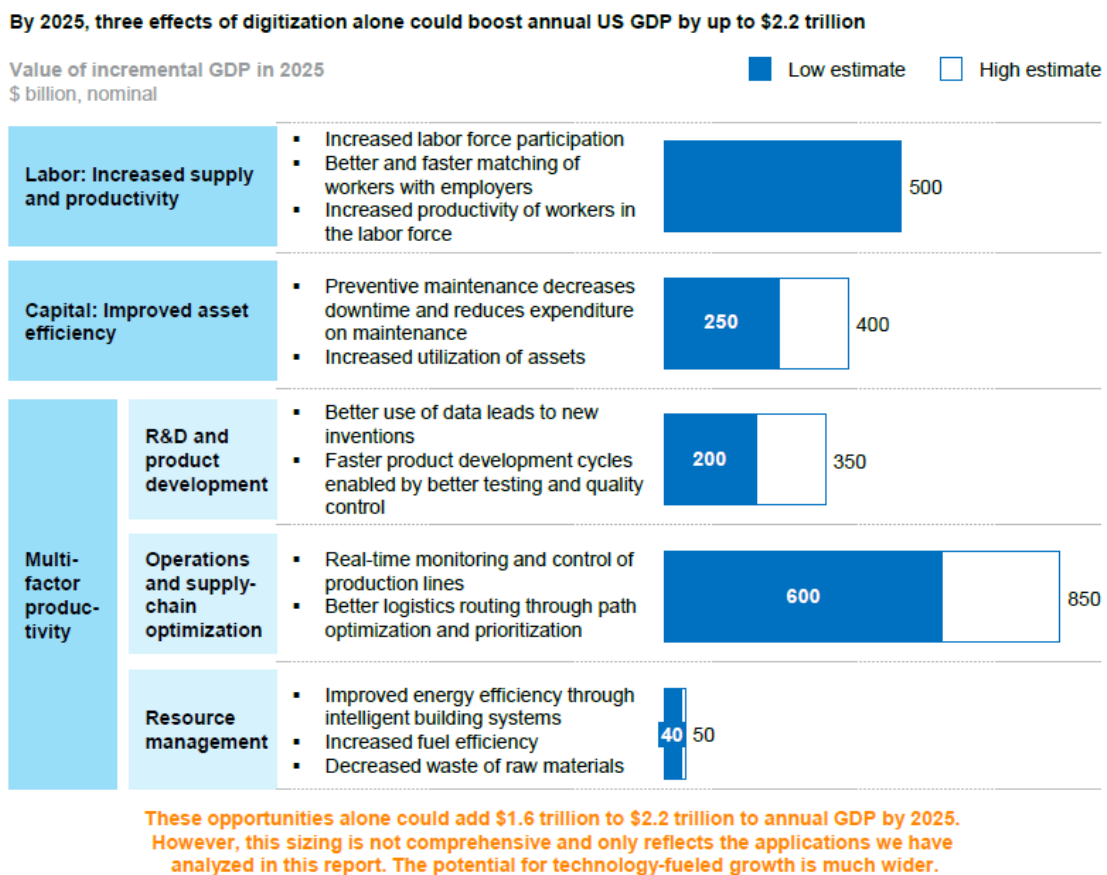 By 2025, three effects of digitization alone could boost annual US GDP by up to $2.2 trillion
Value of incremental GDP in 2025
$ billion, nominal
Low estimate
High estimate
Labor: Increased supply
and productivity
▪ Increased labor force participation
▪ Better and faster matching of
workers with employers
▪ Increased productivity of workers in
the labor force
500
Capital: Improved asset
efficiency
▪ Preventive maintenance decreases
downtime and reduces expenditure
on maintenance
▪ Increased utilization of assets
250
400
Multi-
factor
produc-
tivity
R&D and
product
development
▪ Better use of data leads to new
inventions
▪ Faster product development cycles
enabled by better testing and quality
control
200
350
Operations
and supply-
chain
optimization
▪ Real-time monitoring and control of
production lines
▪ Better logistics routing through path
optimization and prioritization
600
850
Resource
management
▪ Improved energy efficiency through
intelligent building systems
▪ Increased fuel efficiency
▪ Decreased waste of raw materials
40
50
These opportunities alone could add $1.6 trillion to $2.2 trillion to annual GDP by 2025.
However, this sizing is not comprehensive and only reflects the applications we have
analyzed in this report. The potential for technology-fueled growth is much wider.